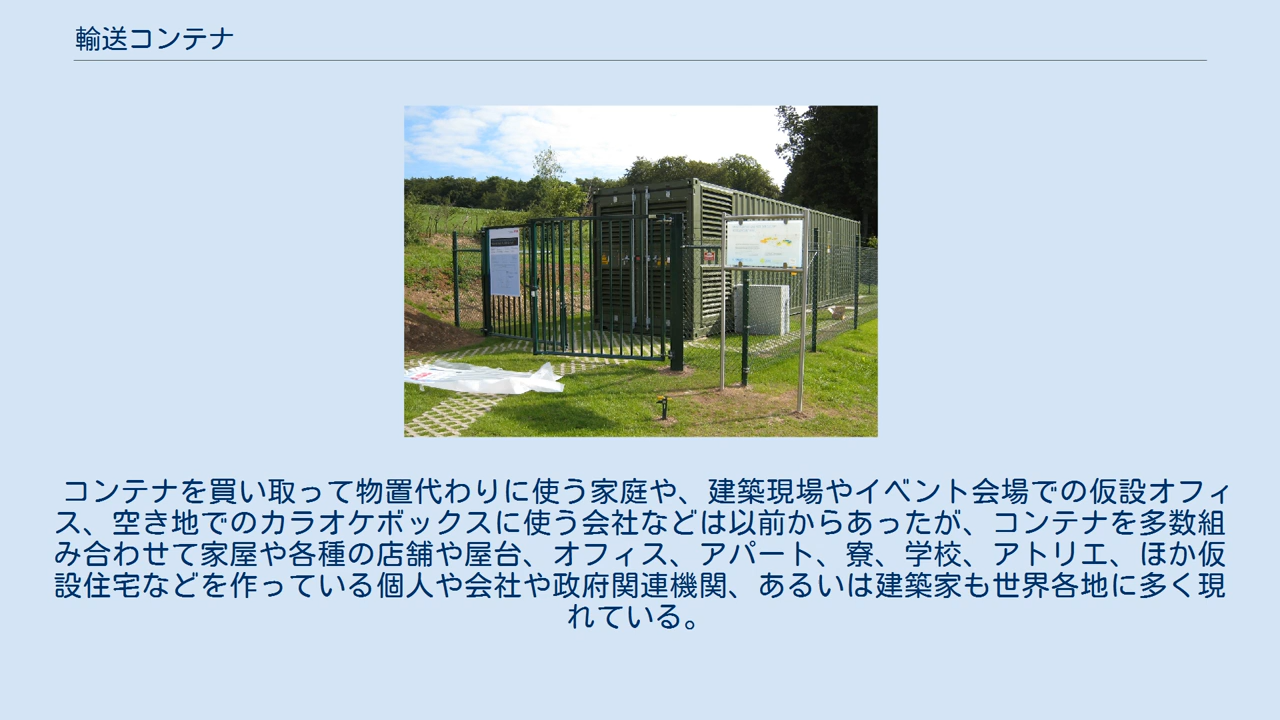 輸送コンテナ
コンテナを買い取って物置代わりに使う家庭や、建築現場やイベント会場での仮設オフィ
ス、空き地でのカラオケボックスに使う会社などは以前からあったが、コンテナを多数組
み合わせて家屋や各種の店舗や屋台、オフィス、アパート、寮、学校、アトリエ、ほか仮
設住宅などを作っている個人や会社や政府関連機関、あるいは建築家も世界各地に多く現
れている。